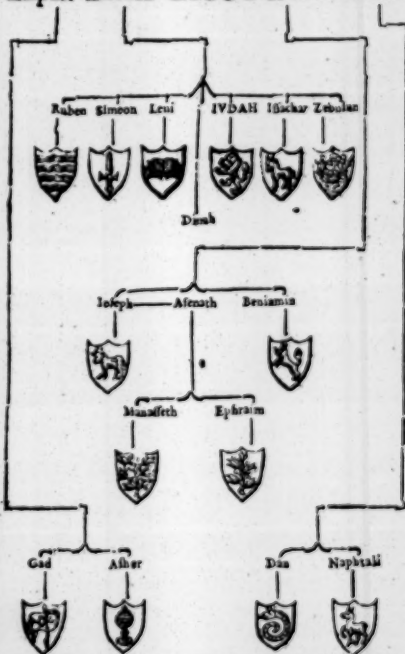 Ruben Simeon Leui IVDAH Issachar Zebulun
Dinah
Ioseph Asenath Beniamin
Manasseth Ephraim
Gad Asher Dan Naphtali